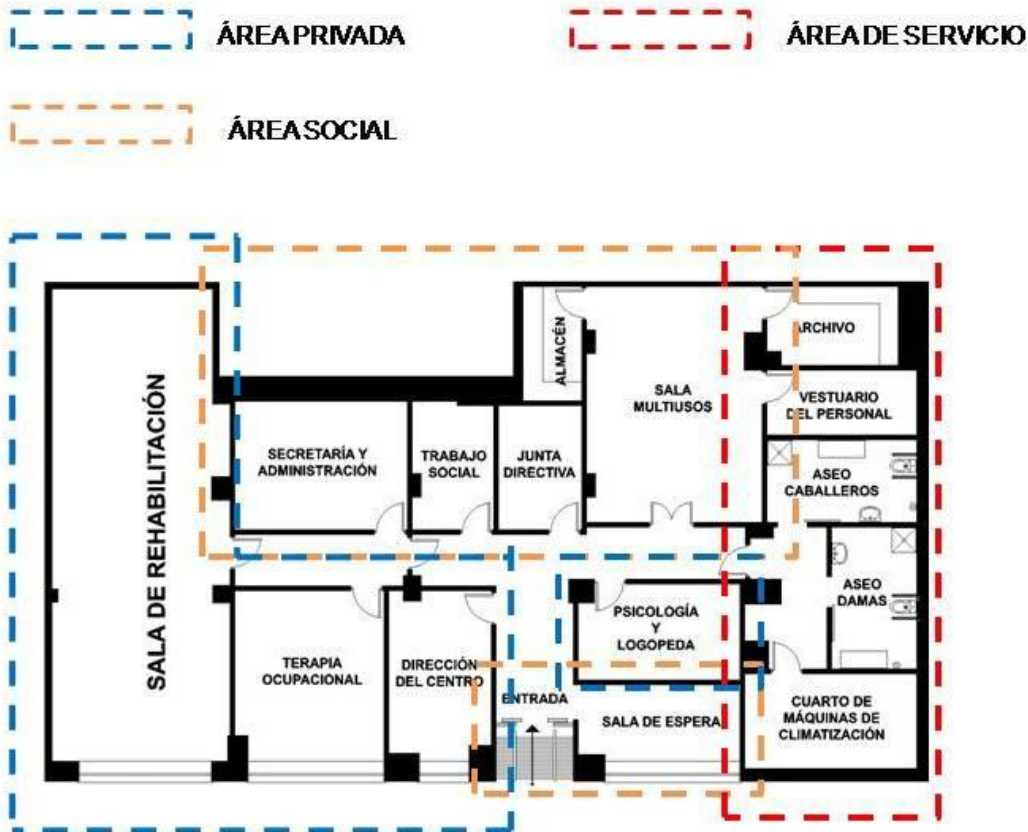 ÁREA PRIVADA
ÁREA DE SERVICIO
ÁREA SOCIAL
SALA DE REHABILITACIÓN
SECRETARÍA Y
ADMINISTRACIÓN
TRABAJO
SOCIAL
JUNTA
DIRECTIVA
ALMACÉN
SALA
MULTIUSOS
ARCHIVO
VESTUARIO
DEL PERSONAL
ASEO
CABALLEROS
ASEO
DAMAS
PSICOLOGÍA
Y
LOGOPEDA
TERAPIA
OCUPACIONAL
DIRECCIÓN
DEL CENTRO
ENTRADA
SALA DE ESPERA
CUARTO DE
MÁQUINAS DE
CLIMATIZACIÓN